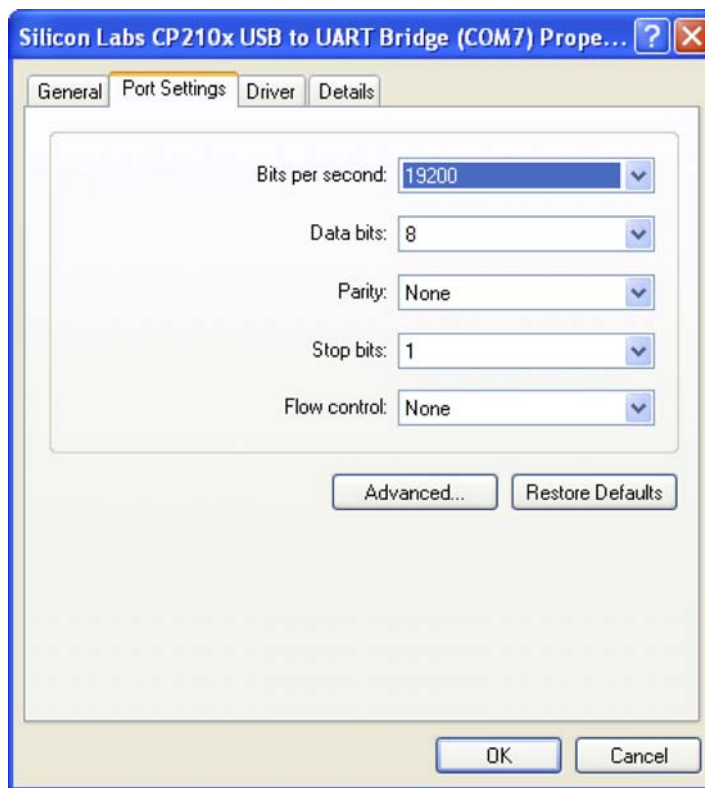 Silicon Labs CP210x USB to UART Bridge (COM7) Prope...
General Port Settings Driver Details
Bits per second: 19200
Data bits: 8
Parity: None
Stop bits: 1
Flow control: None
Advanced... Restore Defaults
OK Cancel